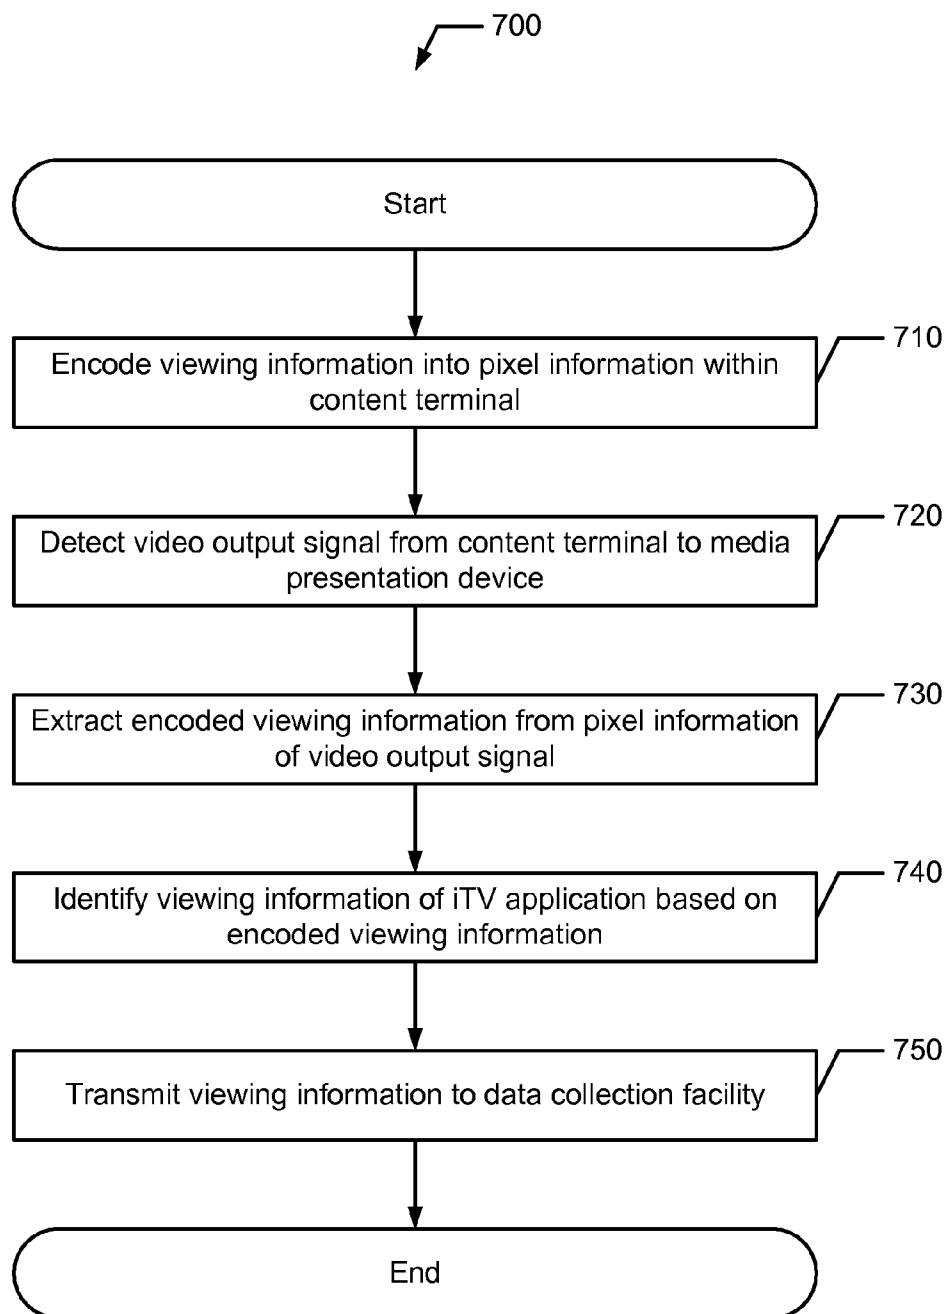 700
Start
710
Encode viewing information into pixel information within
content terminal
720
Detect video output signal from content terminal to media
presentation device
730
Extract encoded viewing information from pixel information
of video output signal
740
Identify viewing information of iTV application based on
encoded viewing information
750
Transmit viewing information to data collection facility
End